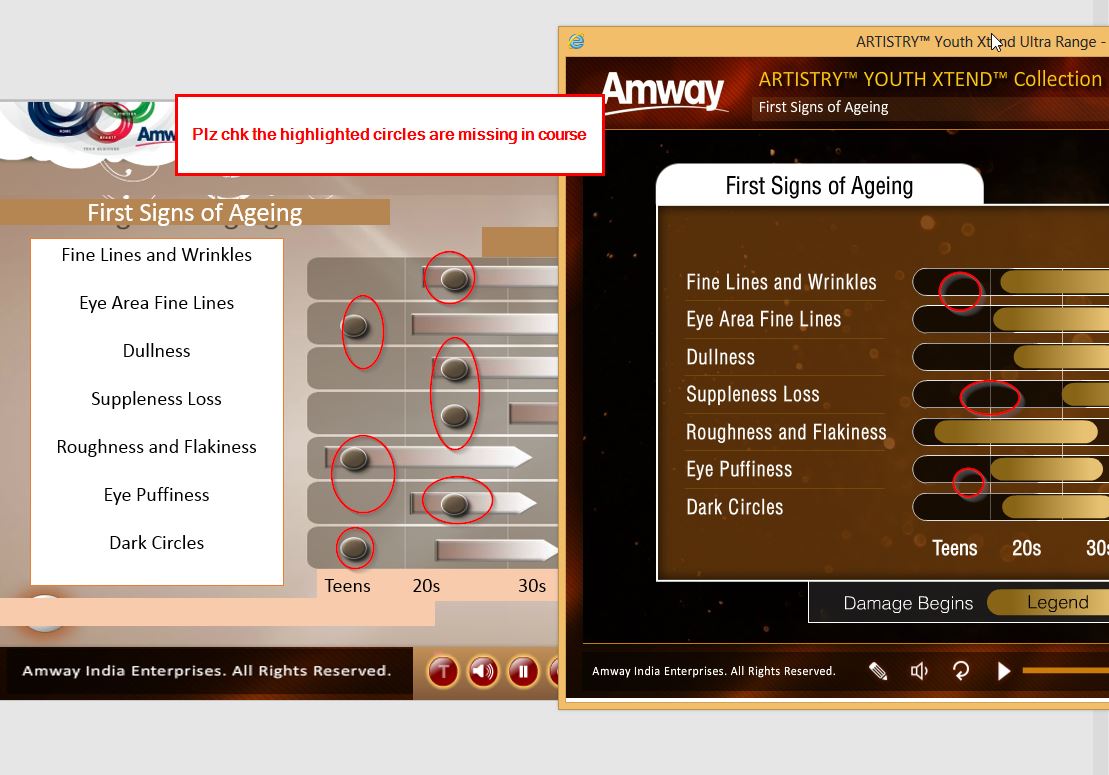 ARTISTRY™ Youth Xtend Ultra Range -
Amway
ARTISTRY™ YOUTH XTEND™ Collection
First Signs of Ageing
Plz chk the highlighted circles are missing in course
Amw
First Signs of Ageing
Fine Lines and Wrinkles
Eye Area Fine Lines
Dullness
Suppleness Loss
Roughness and Flakiness
Eye Puffiness
Dark Circles
Teens 20s 30s
Amway India Enterprises. All Rights Reserved.
T
First Signs of Ageing
Fine Lines and Wrinkles
Eye Area Fine Lines
Dullness
Suppleness Loss
Roughness and Flakiness
Eye Puffiness
Dark Circles
Teens 20s 30s
Damage Begins Legend
Amway India Enterprises. All Rights Reserved.